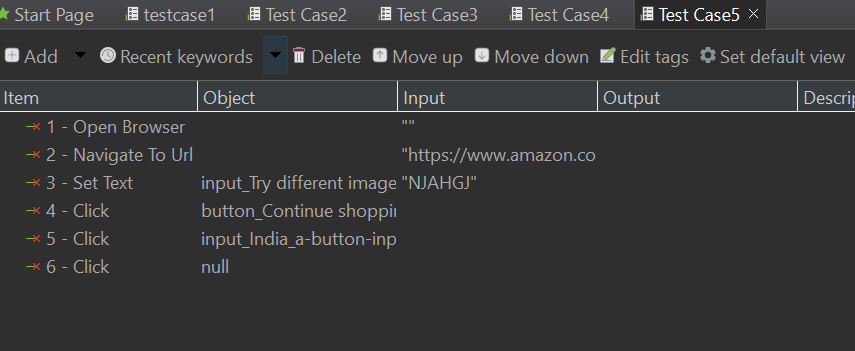 Start Page testcase1 Test Case2 Test Case3 Test Case4 Test Case5
Add Recent keywords Delete Move up Move down Edit tags Set default view
Item Object Input Output Descrip
1 - Open Browser ""
2 - Navigate To Url "https://www.amazon.co
3 - Set Text input_Try different image "NJAHGJ"
4 - Click button_Continue shoppin
5 - Click input_India_a-button-inp
6 - Click null